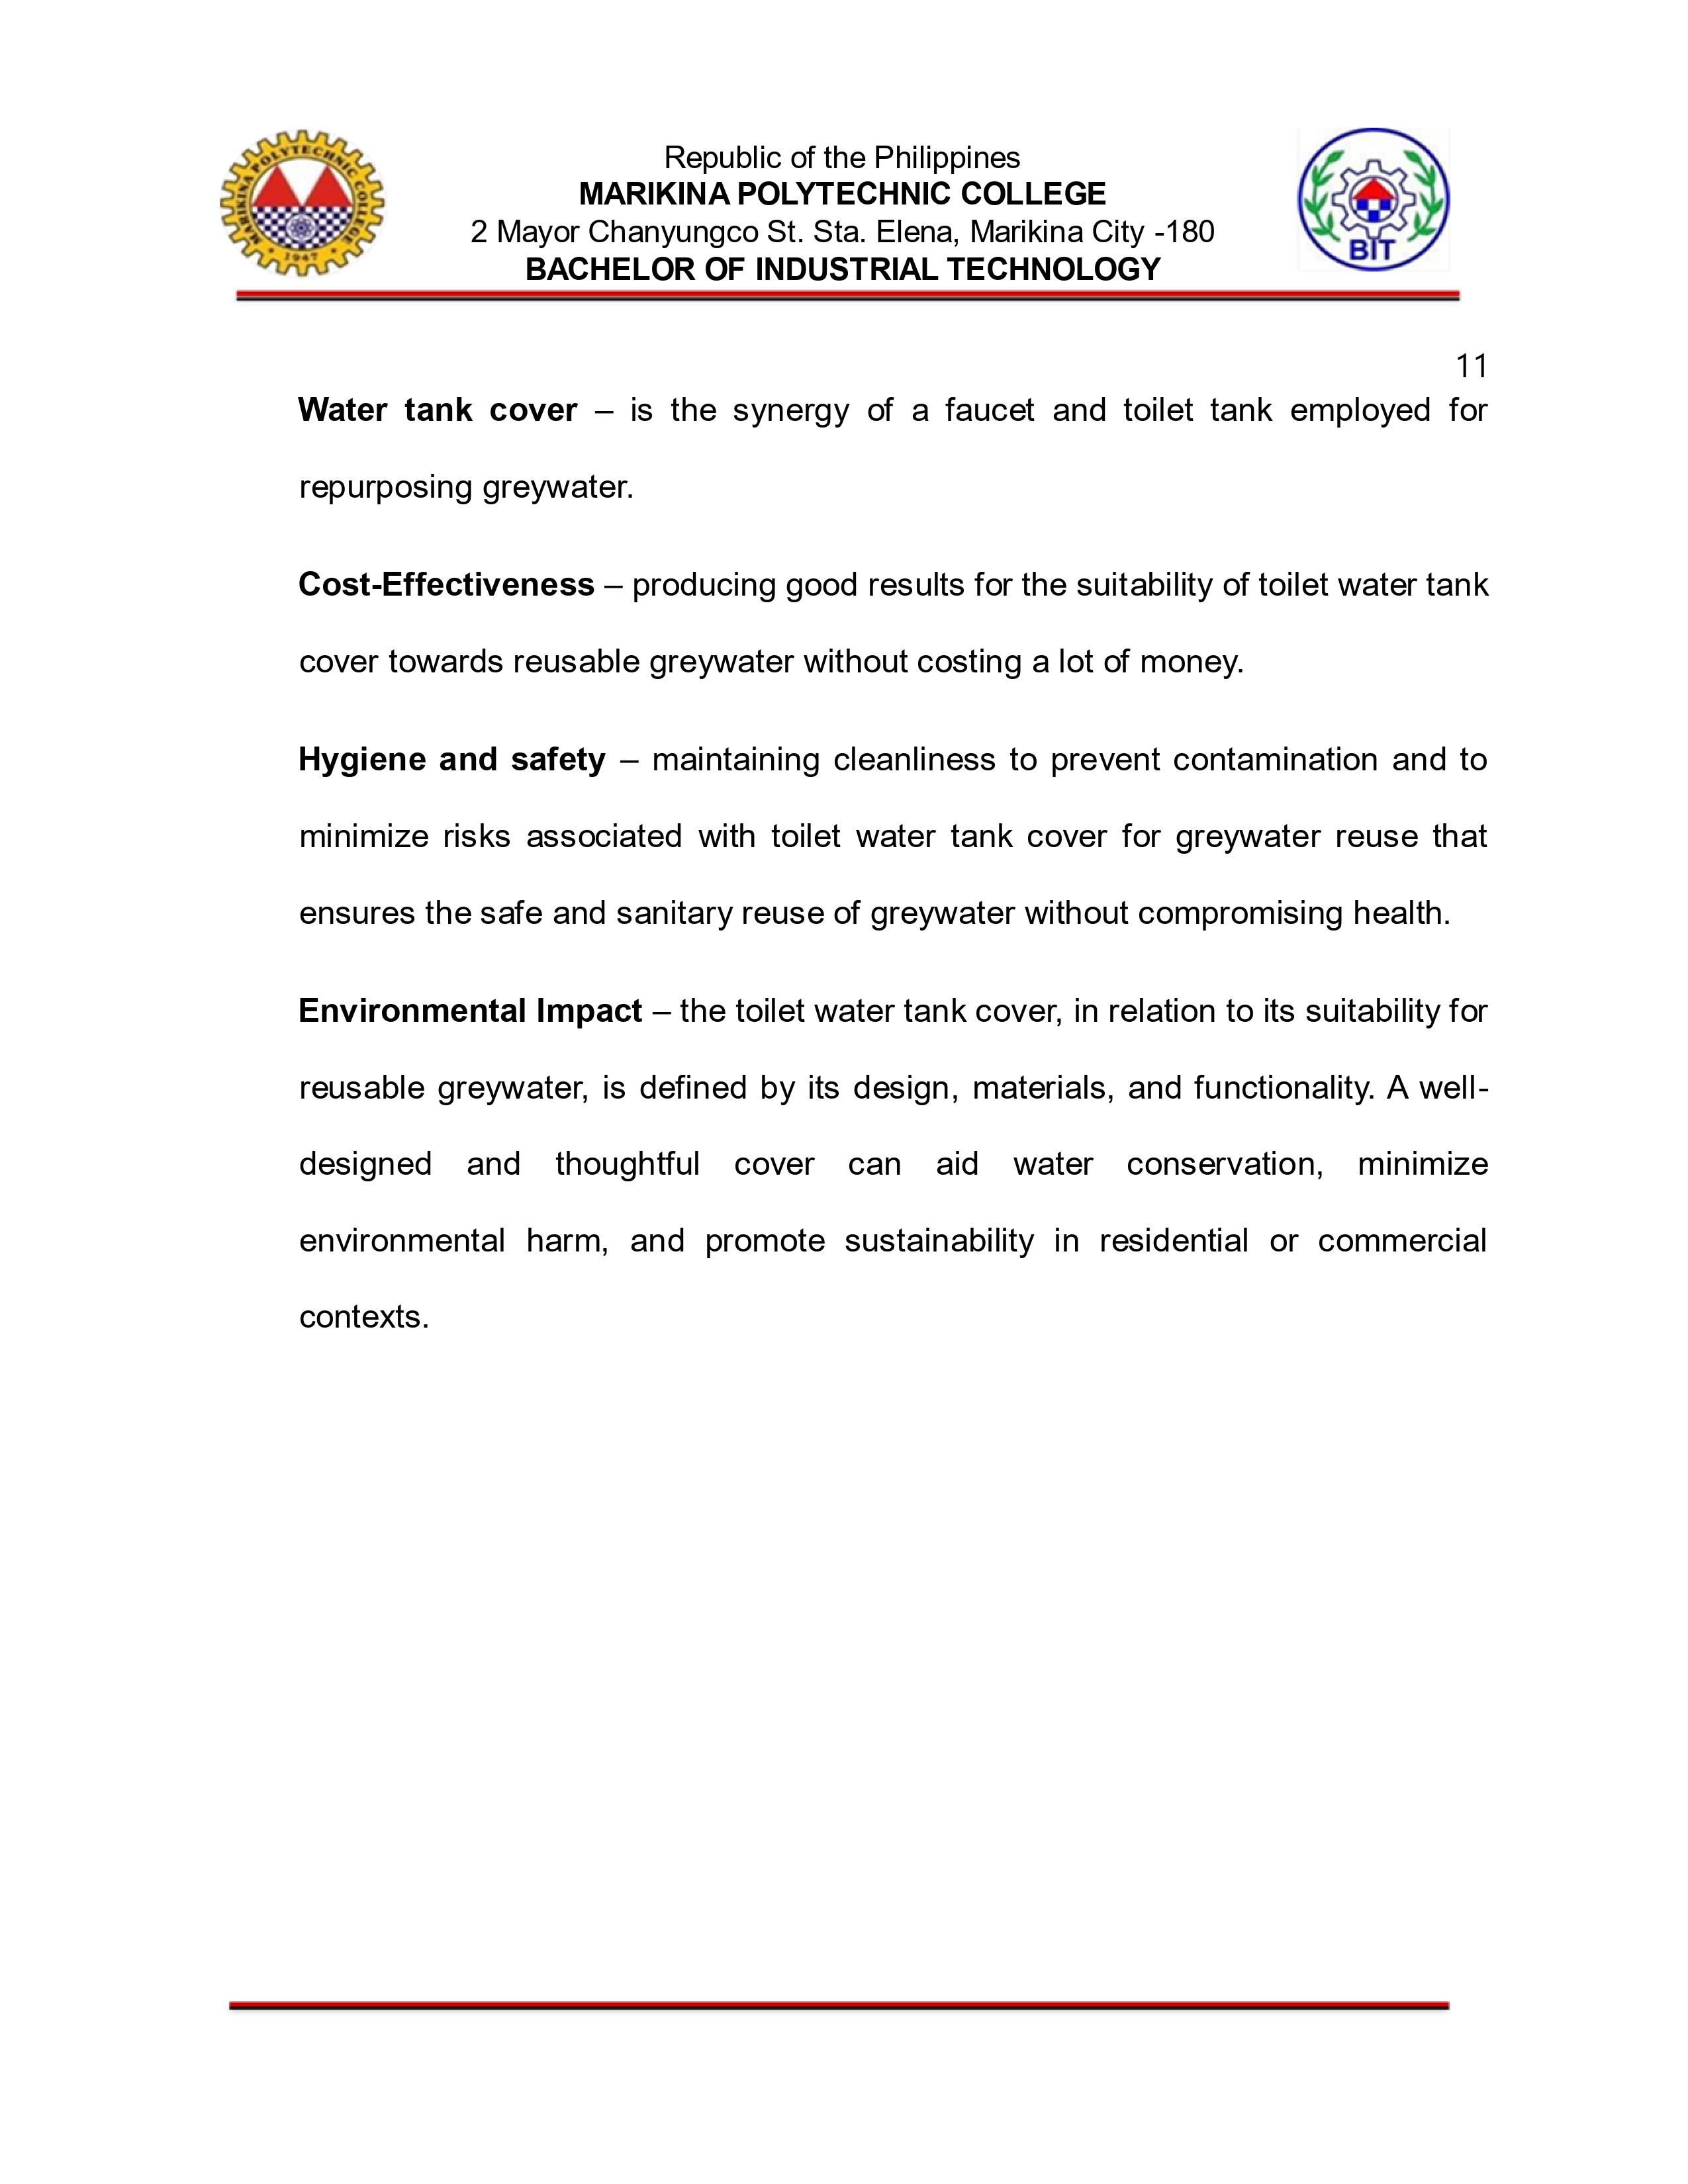 MARIKINA POLYTECHNIC COLLEGE
1947
Republic of the Philippines
MARIKINA POLYTECHNIC COLLEGE
2 Mayor Chanyungco St. Sta. Elena, Marikina City -180
BACHELOR OF INDUSTRIAL TECHNOLOGY
BIT
11
Water tank cover – is the synergy of a faucet and toilet tank employed for
repurposing greywater.
Cost-Effectiveness – producing good results for the suitability of toilet water tank
cover towards reusable greywater without costing a lot of money.
Hygiene and safety – maintaining cleanliness to prevent contamination and to
minimize risks associated with toilet water tank cover for greywater reuse that
ensures the safe and sanitary reuse of greywater without compromising health.
Environmental Impact – the toilet water tank cover, in relation to its suitability for
reusable greywater, is defined by its design, materials, and functionality. A well-
designed and thoughtful cover can aid water conservation, minimize
environmental harm, and promote sustainability in residential or commercial
contexts.